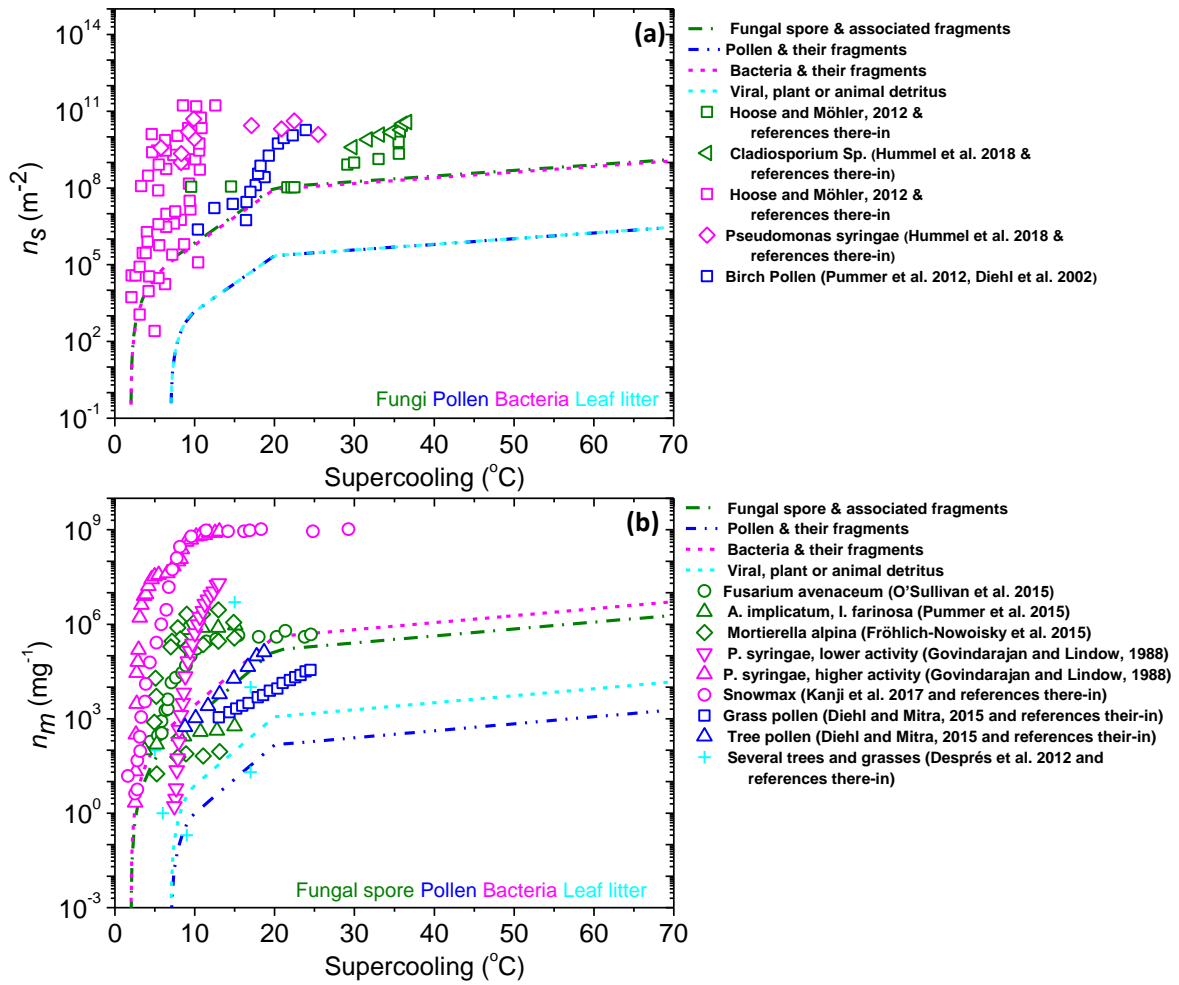 (a)
10^14
10^11
10^8
10^5
10^2
10^-1
n_S (m^-2)
Fungi Pollen Bacteria Leaf litter
0 10 20 30 40 50 60 70
Supercooling (°C)
Fungal spore & associated fragments
Pollen & their fragments
Bacteria & their fragments
Viral, plant or animal detritus
Hoose and Möhler, 2012 &
references there-in
Cladiosporium Sp. (Hummel et al. 2018 &
references there-in)
Hoose and Möhler, 2012 &
references there-in
Pseudomonas syringae (Hummel et al. 2018 &
references there-in)
Birch Pollen (Pummer et al. 2012, Diehl et al. 2002)
(b)
10^9
10^6
10^3
10^0
10^-3
n_m (mg^-1)
Fungal spore Pollen Bacteria Leaf litter
0 10 20 30 40 50 60 70
Supercooling (°C)
Fungal spore & associated fragments
Pollen & their fragments
Bacteria & their fragments
Viral, plant or animal detritus
Fusarium avenaceum (O'Sullivan et al. 2015)
A. implicatum, I. farinosa (Pummer et al. 2015)
Mortierella alpina (Fröhlich-Nowoisky et al. 2015)
P. syringae, lower activity (Govindarajan and Lindow, 1988)
P. syringae, higher activity (Govindarajan and Lindow, 1988)
Snowmax (Kanji et al. 2017 and references there-in)
Grass pollen (Diehl and Mitra, 2015 and references their-in)
Tree pollen (Diehl and Mitra, 2015 and references their-in)
Several trees and grasses (Després et al. 2012 and
references there-in)